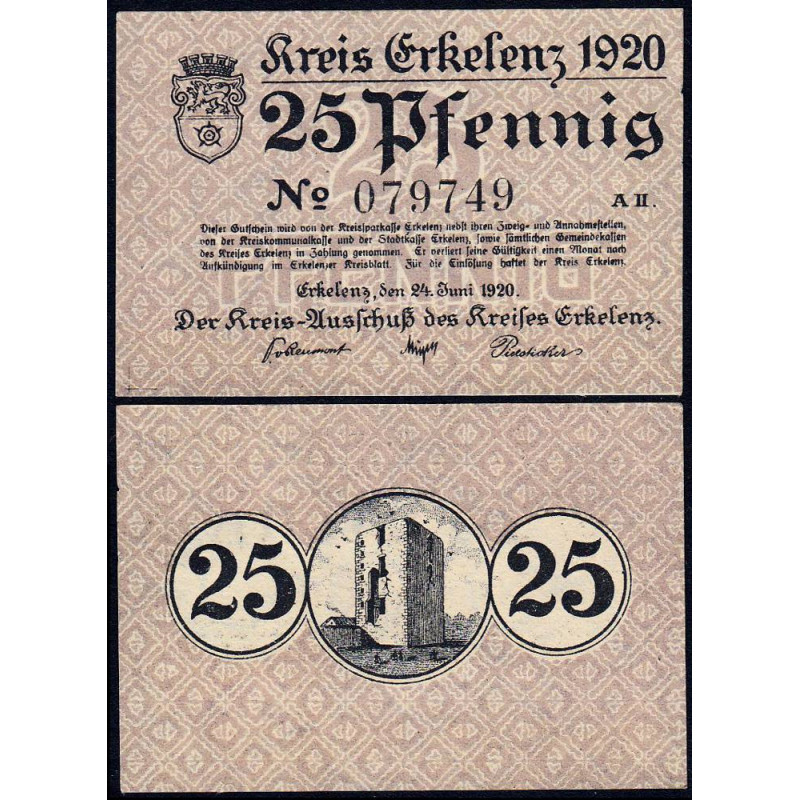 Kreis Erkelenz 1920
25 Pfennig
No 079749 A II.
Dieser Gutschein wird von der Kreissparkasse Erkelenz nebst ihren Zweig- und Annahmestellen,
von der Kreiskommunalkasse und der Stadtkasse Erkelenz, sowie sämtlichen Gemeindekassen
des Kreises Erkelenz in Zahlung genommen. Er verliert seine Gültigkeit einen Monat nach
Aufkündigung im Erkelenzer Kreisblatt. Für die Einlösung haftet der Kreis Erkelenz.
Erkelenz, den 24. Juni 1920.
Der Kreis-Ausschuß des Kreises Erkelenz.
25 25